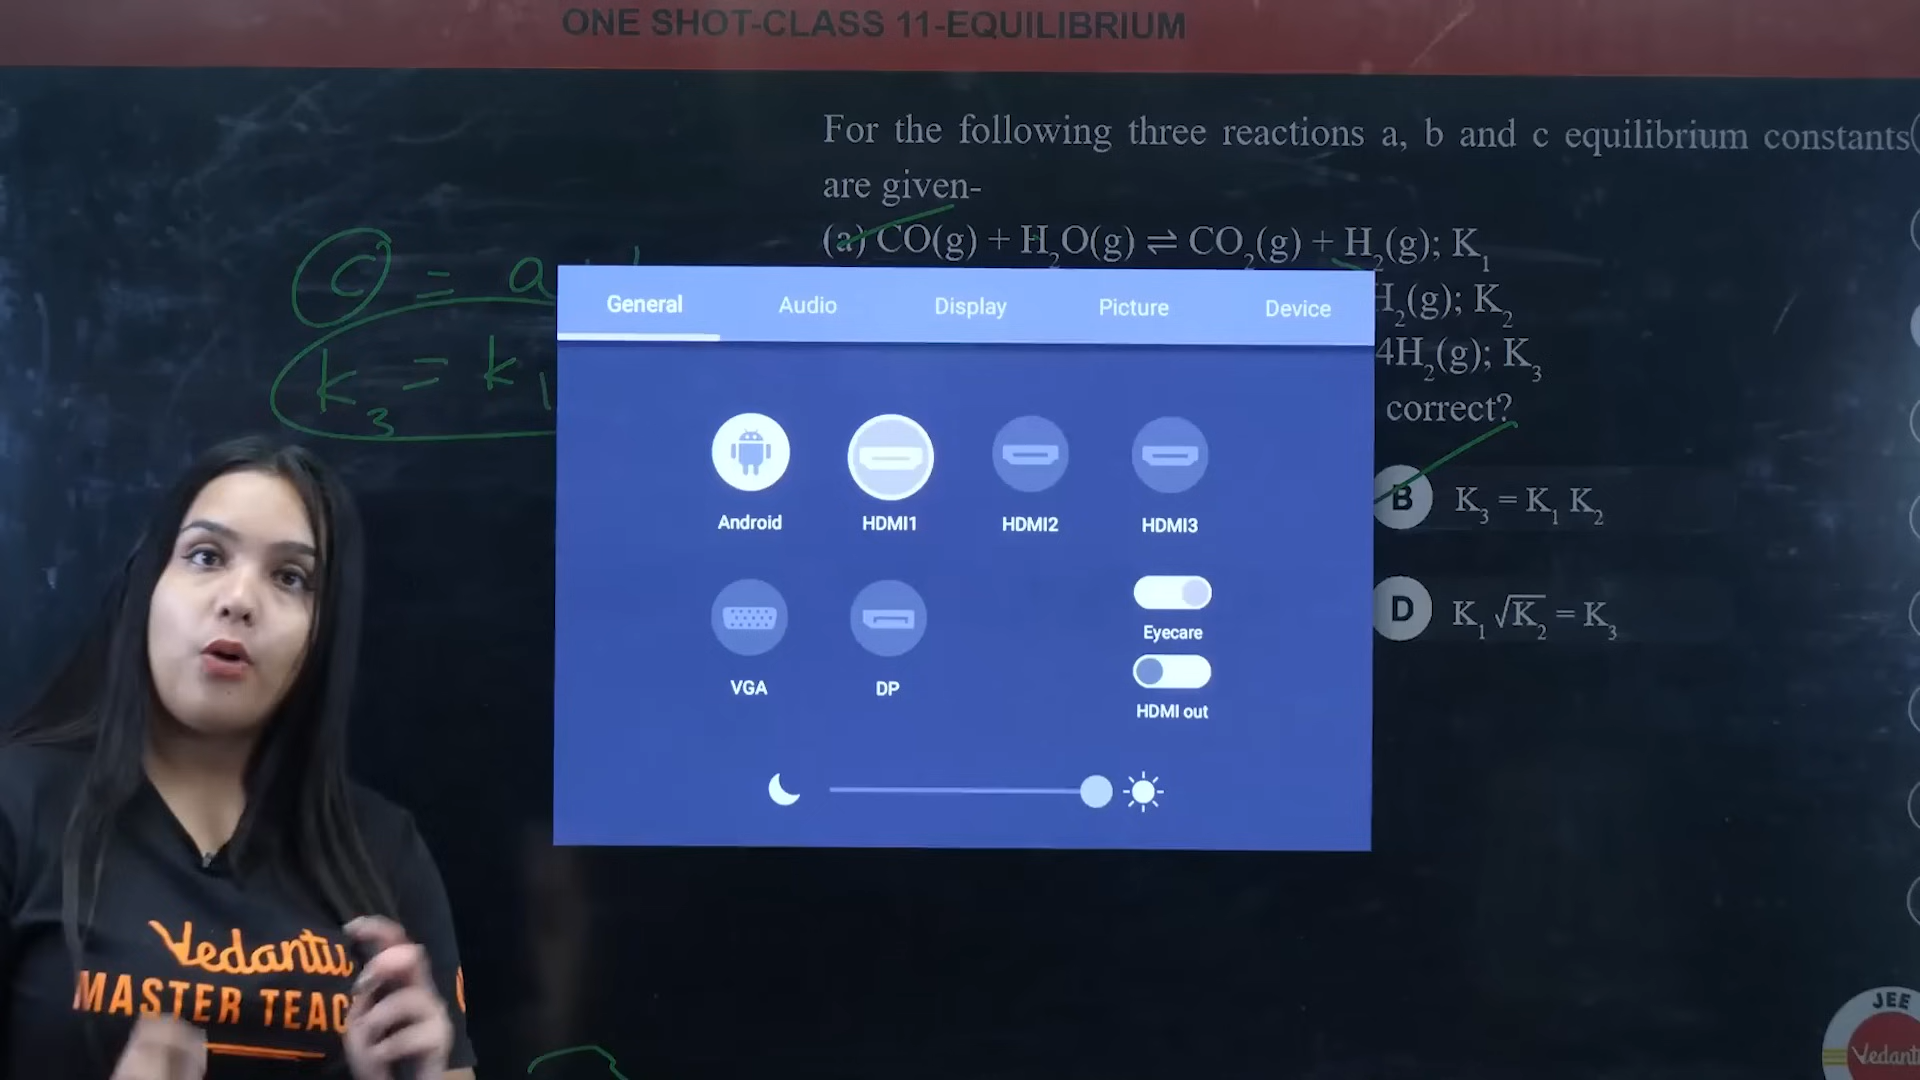 ONE SHOT-CLASS 11-EQUILIBRIUM
For the following three reactions a, b and c equilibrium constants
are given-
(a) CO(g) + H₂O(g) ⇌ CO₂(g) + H₂(g); K₁
H₂(g); K₂
4H₂(g); K₃
correct?
B K₃ = K₁ K₂
D K₁ √K₂ = K₃
c = a
k₃ = k₁
General Audio Display Picture Device
Android HDMI1 HDMI2 HDMI3
Eyecare
VGA DP
HDMI out
Vedantu
MASTER TEAC
JEE
Vedant